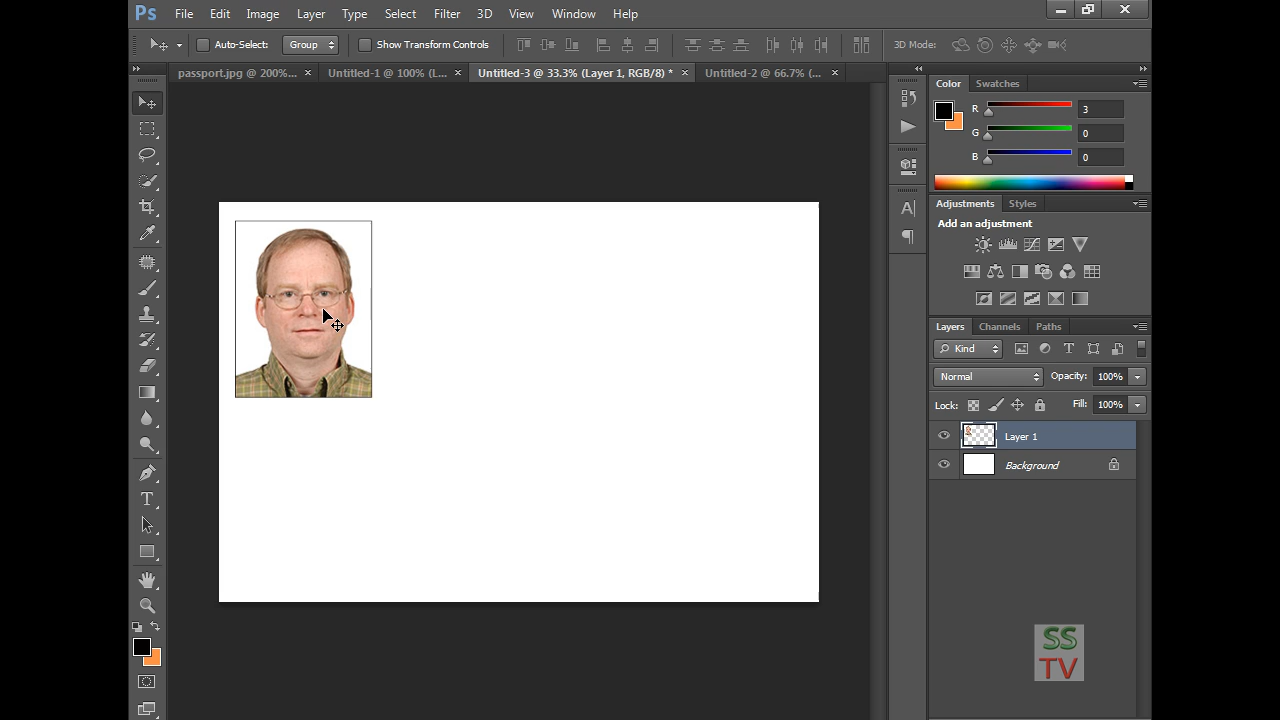 Ps File Edit Image Layer Type Select Filter 3D View Window Help
Auto-Select: Group Show Transform Controls 3D Mode:
passport.jpg @ 200%... × Untitled-1 @ 100% (L... × Untitled-3 @ 33.3% (Layer 1, RGB/8) * × Untitled-2 @ 66.7% (... ×
Color Swatches
R 3
G 0
B 0
Adjustments Styles
Add an adjustment
Layers Channels Paths
Kind T
Normal Opacity: 100%
Lock: Fill: 100%
Layer 1
Background
A
T
SS
TV